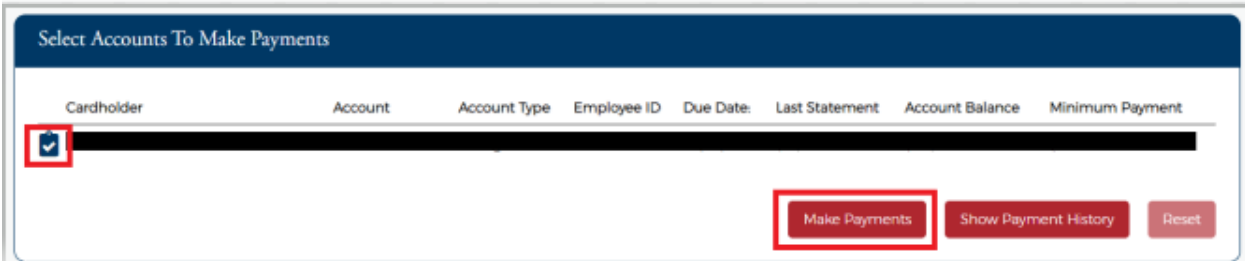 Select Accounts To Make Payments
Cardholder Account Account Type Employee ID Due Date: Last Statement Account Balance Minimum Payment
Make Payments Show Payment History Reset